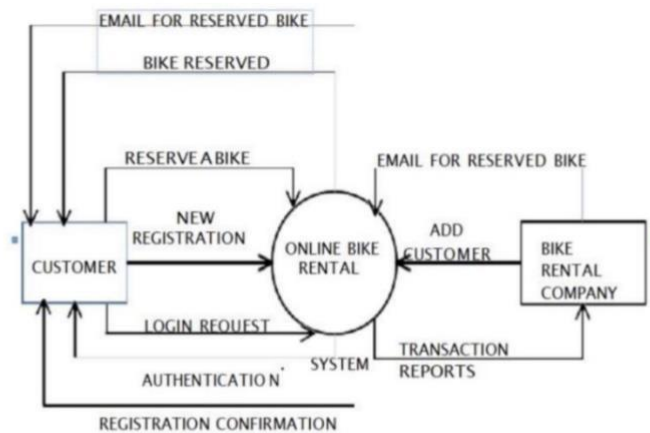 EMAIL FOR RESERVED BIKE
BIKE RESERVED
RESERVE A BIKE
EMAIL FOR RESERVED BIKE
NEW
REGISTRATION
ADD
CUSTOMER
CUSTOMER
ONLINE BIKE
RENTAL
BIKE
RENTAL
COMPANY
LOGIN REQUEST
SYSTEM
TRANSACTION
REPORTS
AUTHENTICATION
REGISTRATION CONFIRMATION